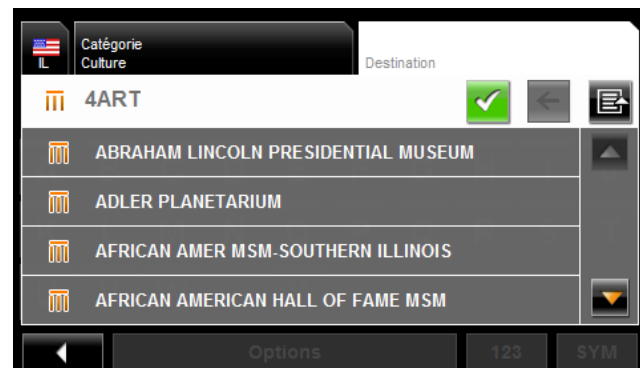 IL
Catégorie
Culture
Destination
4ART
ABRAHAM LINCOLN PRESIDENTIAL MUSEUM
ADLER PLANETARIUM
AFRICAN AMER MSM-SOUTHERN ILLINOIS
AFRICAN AMERICAN HALL OF FAME MSM
Options 123 SYM